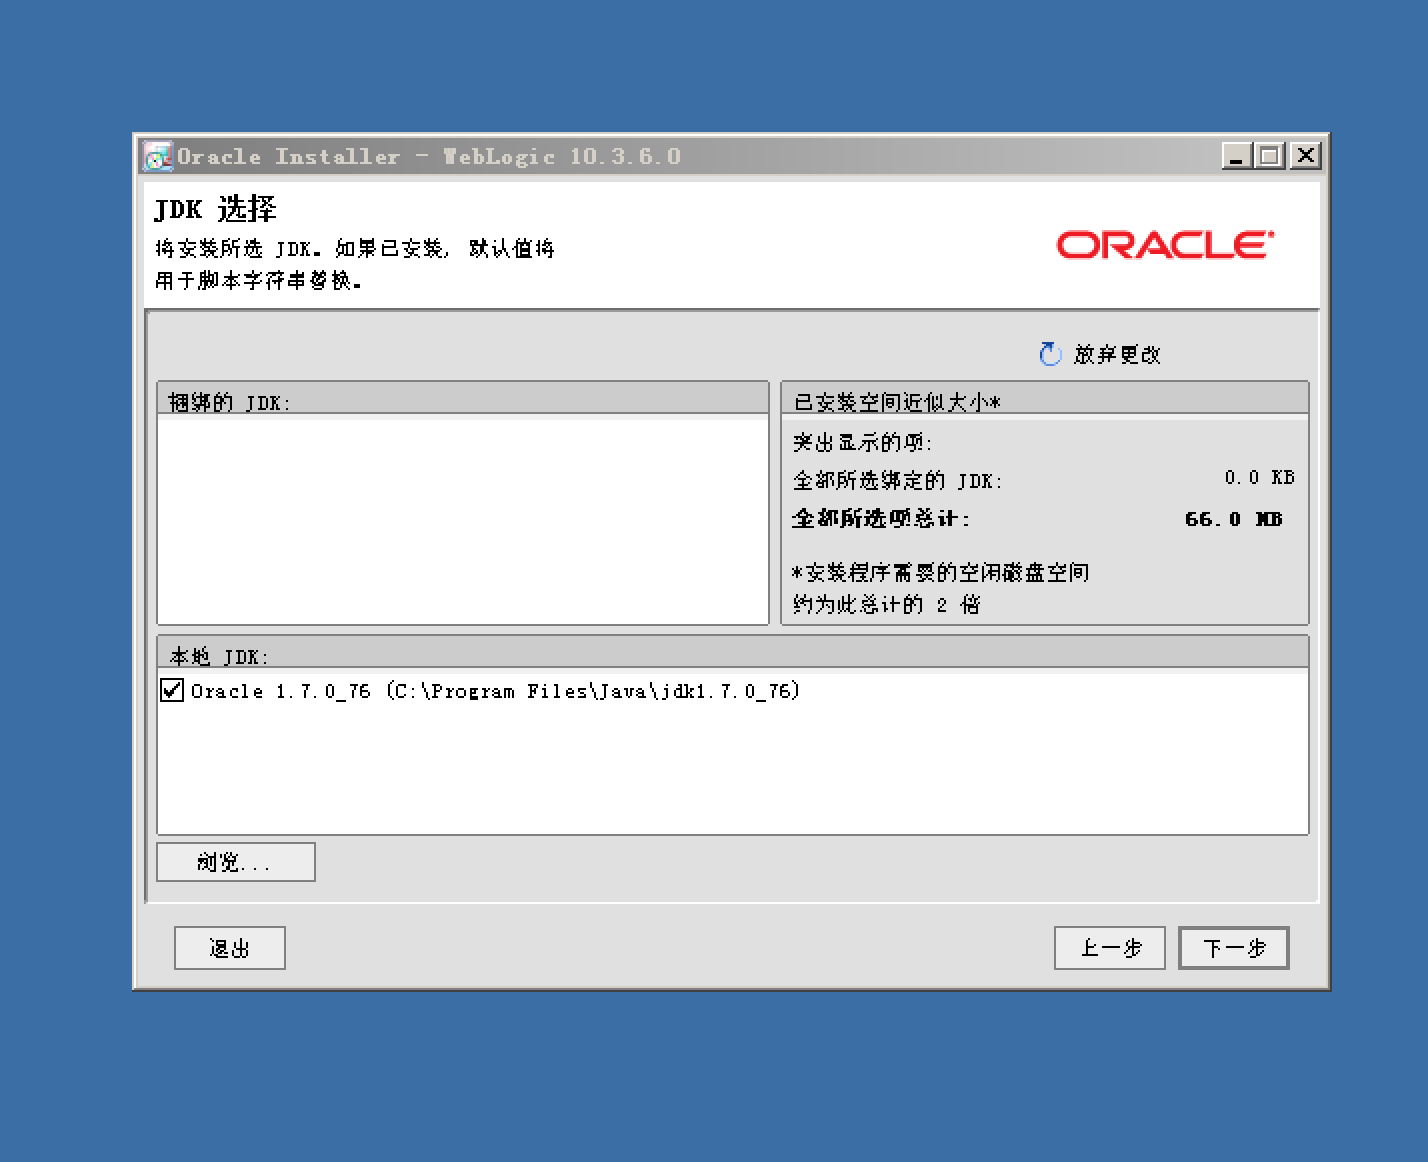 Oracle Installer - WebLogic 10.3.6.0
JDK 选择
将安装所选 JDK。如果已安装, 默认值将
用于脚本字符串替换。
ORACLE
放弃更改
捆绑的 JDK:
已安装空间近似大小*
突出显示的项:
全部所选绑定的 JDK: 0.0 KB
全部所选项总计: 66.0 MB
*安装程序需要的空闲磁盘空间
约为此总计的 2 倍
本地 JDK:
Oracle 1.7.0_76 (C:\Program Files\Java\jdk1.7.0_76)
浏览...
退出
上一步
下一步